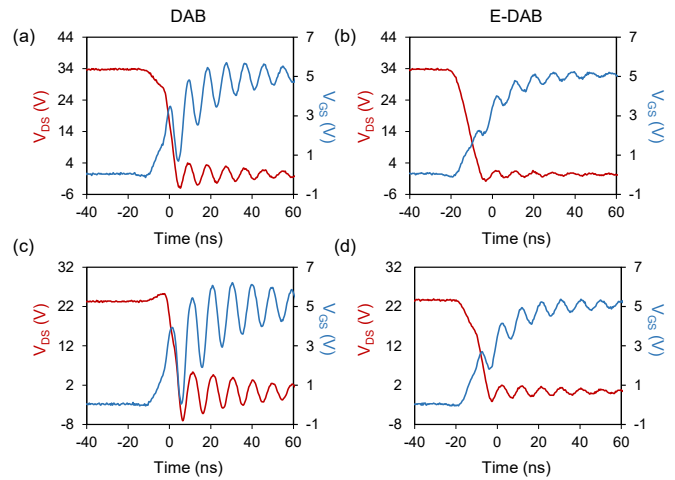 DAB E-DAB
(a) (b)
44 34 24 14 4 -6
V_DS (V)
7 5 3 1 -1
V_GS (V)
-40 -20 0 20 40 60
Time (ns)
44 34 24 14 4 -6
V_DS (V)
7 5 3 1 -1
V_GS (V)
-40 -20 0 20 40 60
Time (ns)
(c) (d)
32 22 12 2 -8
V_DS (V)
7 5 3 1 -1
V_GS (V)
-40 -20 0 20 40 60
Time (ns)
32 22 12 2 -8
V_DS (V)
7 5 3 1 -1
V_GS (V)
-40 -20 0 20 40 60
Time (ns)